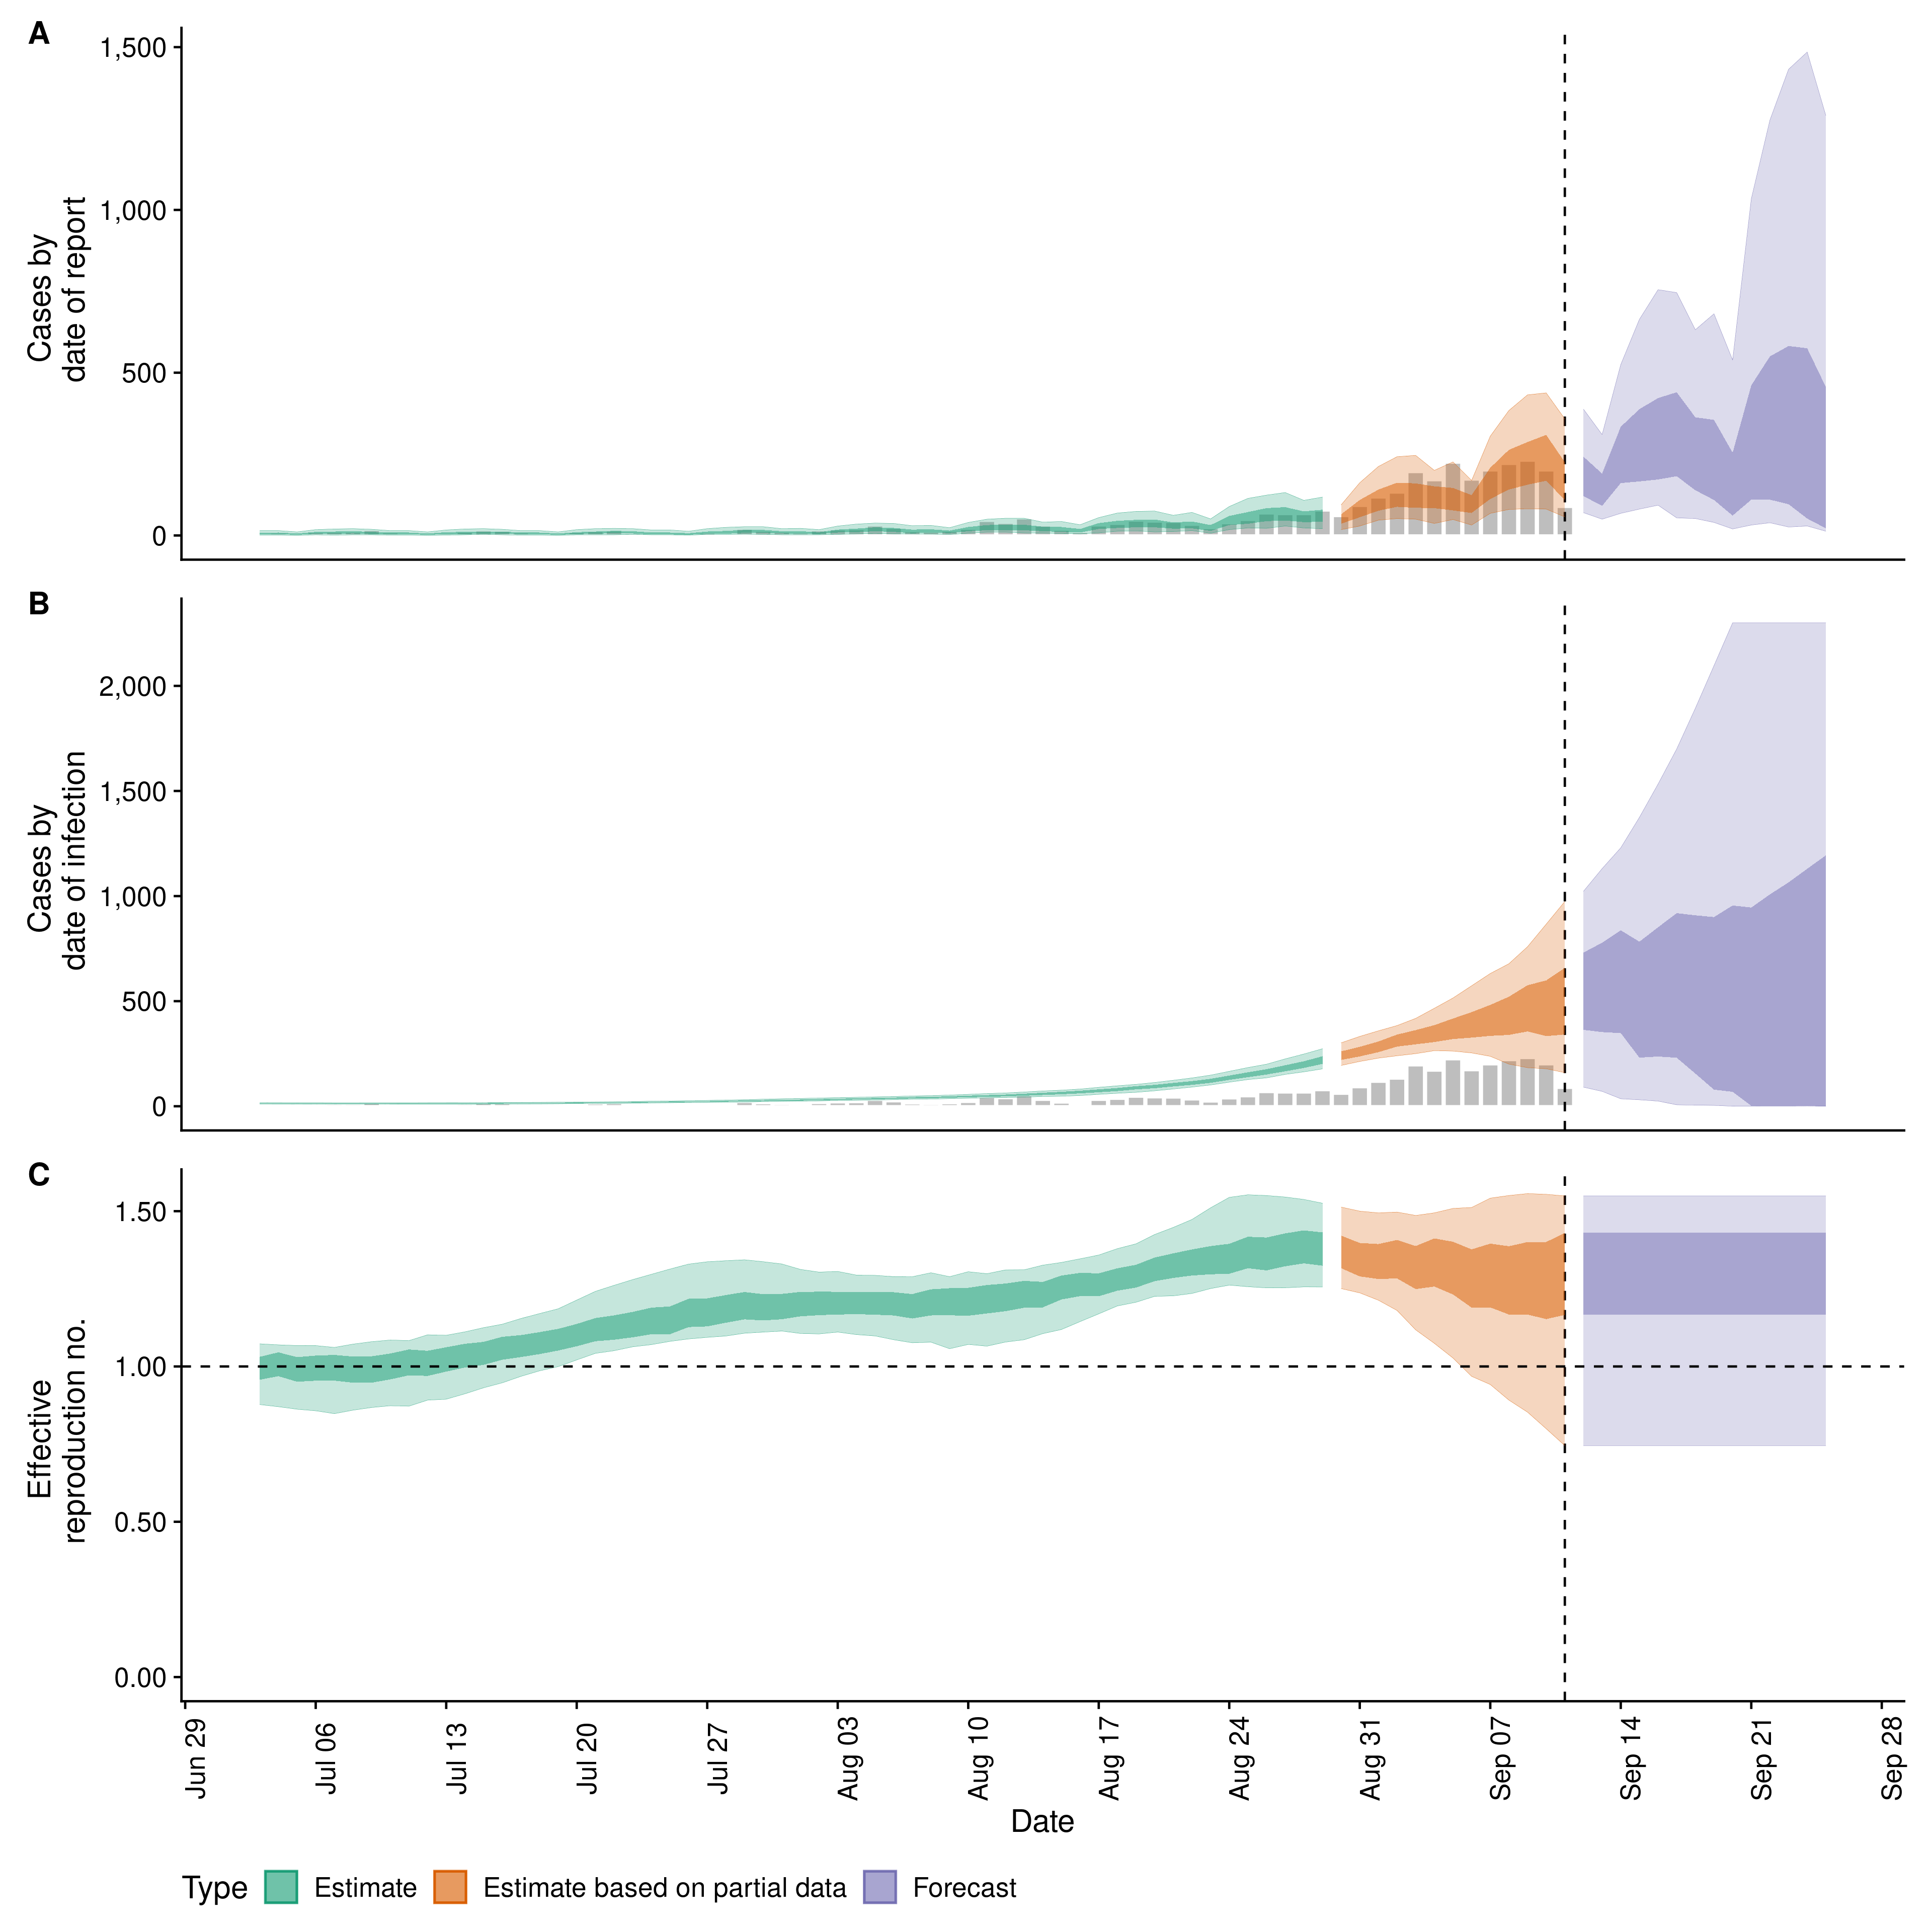 A
Cases by
date of report
1,500
1,000
500
0
B
Cases by
date of infection
2,000
1,500
1,000
500
0
C
Effective
reproduction no.
1.50
1.00
0.50
0.00
Jun 29
Jul 06
Jul 13
Jul 20
Jul 27
Aug 03
Aug 10
Aug 17
Aug 24
Aug 31
Sep 07
Sep 14
Sep 21
Sep 28
Date
Type Estimate Estimate based on partial data Forecast